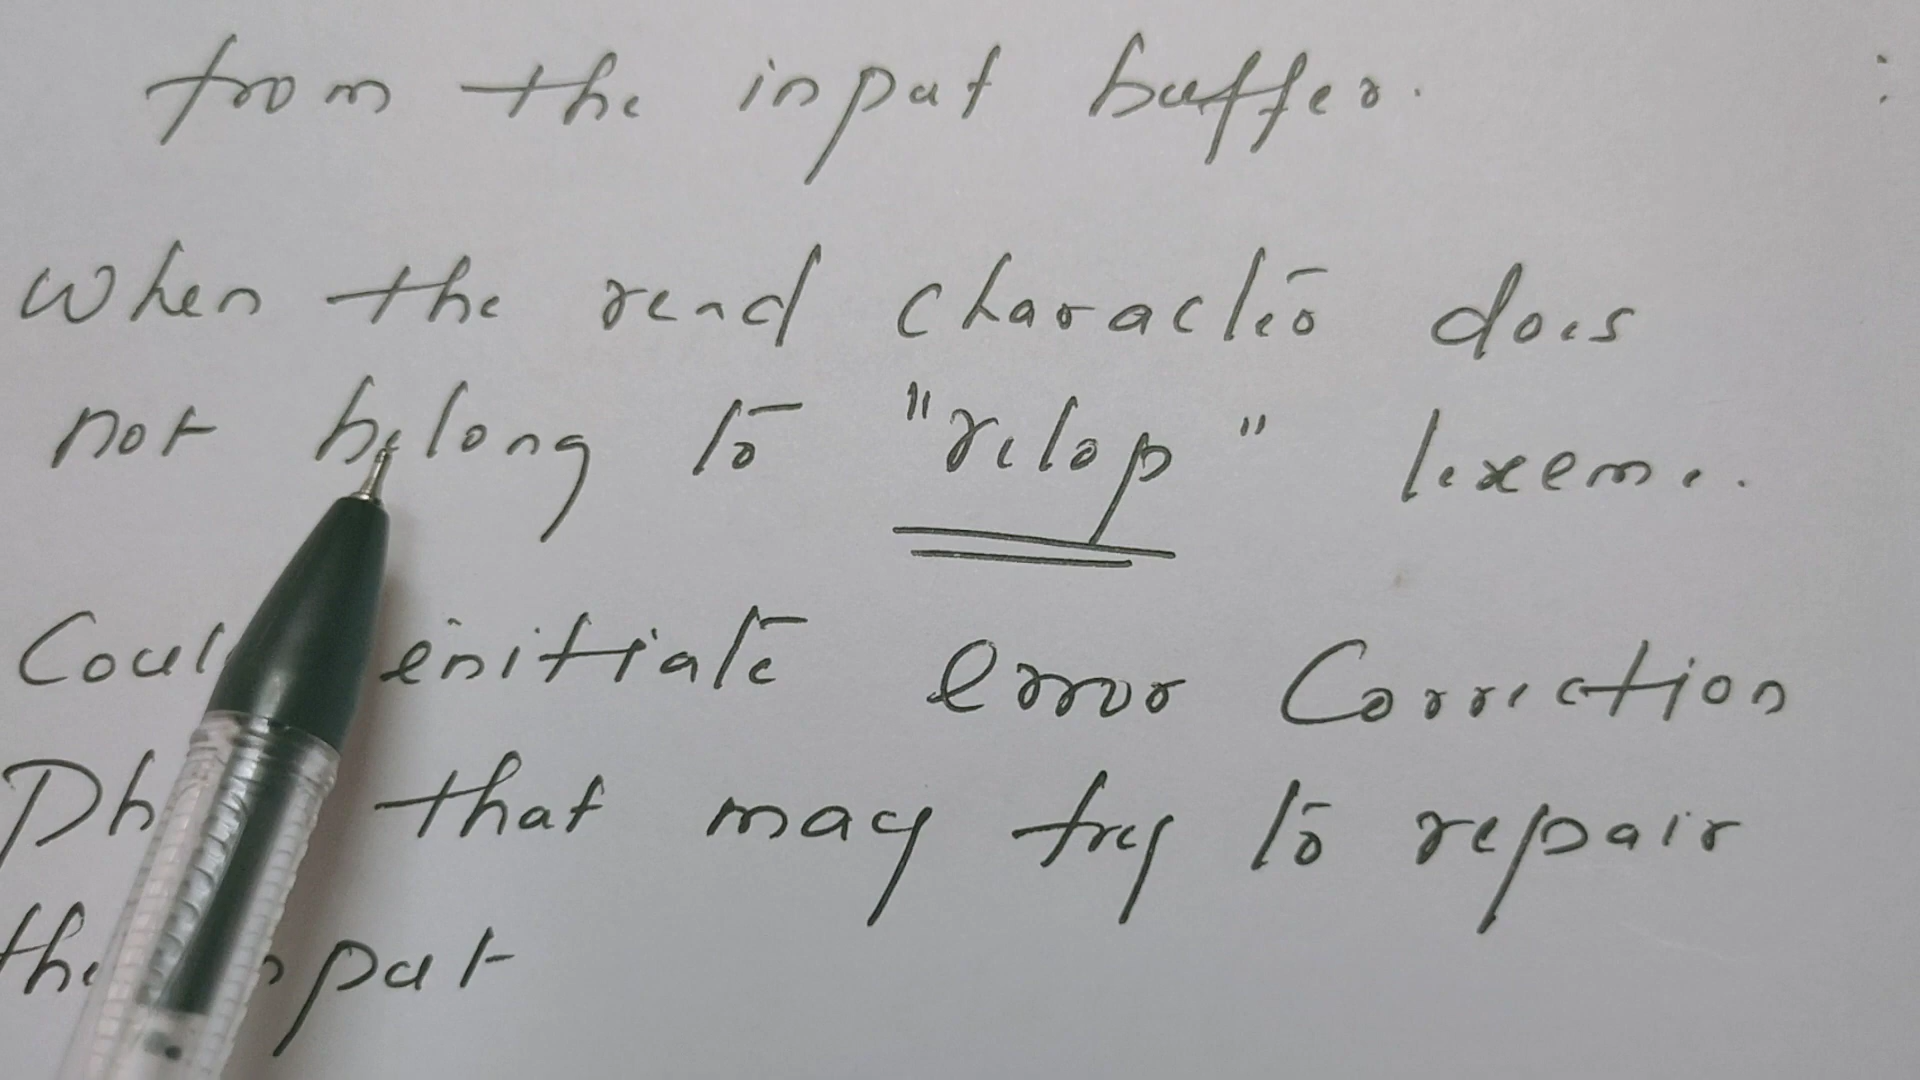 from the input buffer.
when the read character does
not belong to "relop" lexeme.
initiate error Correction
that may try to repair
the